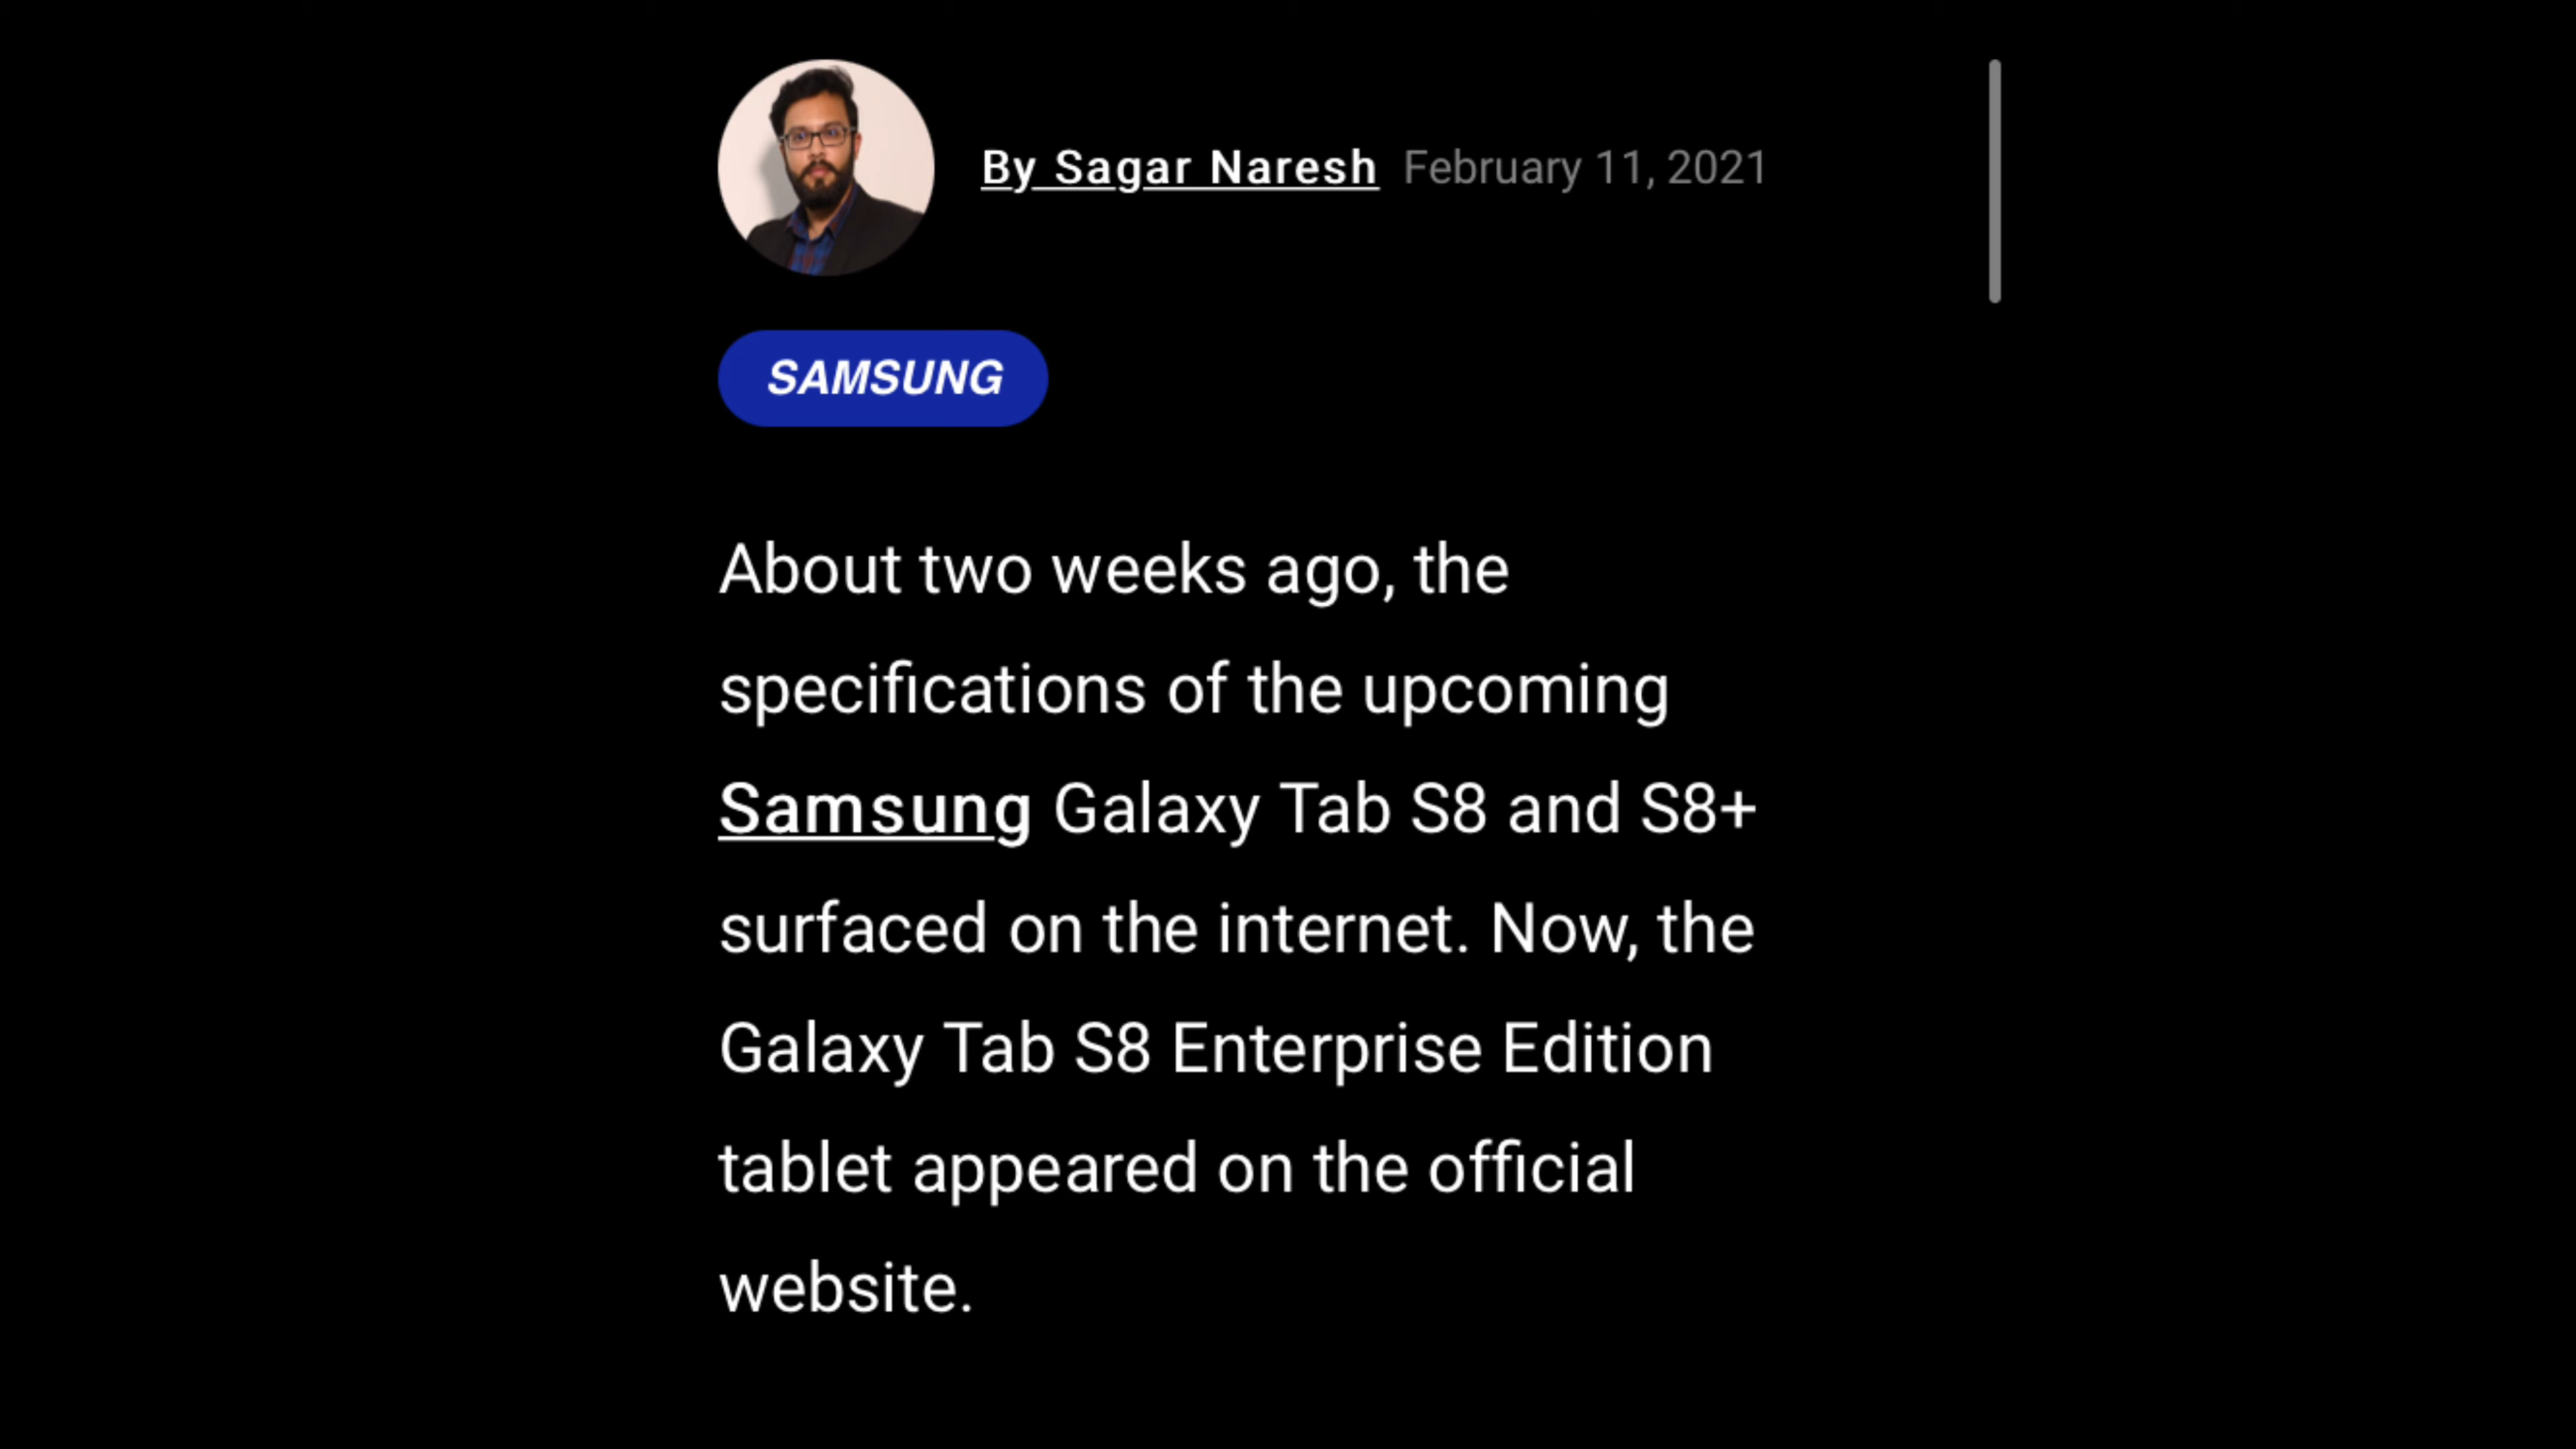 By Sagar Naresh February 11, 2021
SAMSUNG
About two weeks ago, the
specifications of the upcoming
Samsung Galaxy Tab S8 and S8+
surfaced on the internet. Now, the
Galaxy Tab S8 Enterprise Edition
tablet appeared on the official
website.